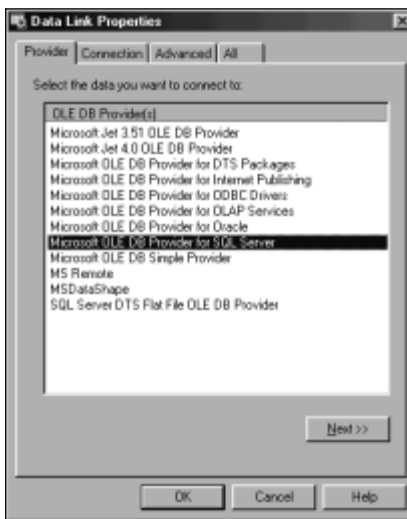 Data Link Properties
Provider Connection Advanced All
Select the data you want to connect to:
OLE DB Provider(s)
Microsoft Jet 3.51 OLE DB Provider
Microsoft Jet 4.0 OLE DB Provider
Microsoft OLE DB Provider for DTS Packages
Microsoft OLE DB Provider for Internet Publishing
Microsoft OLE DB Provider for ODBC Drivers
Microsoft OLE DB Provider for OLAP Services
Microsoft OLE DB Provider for Oracle
Microsoft OLE DB Provider for SQL Server
Microsoft OLE DB Simple Provider
MS Remote
MSDataShape
SQL Server DTS Flat File OLE DB Provider
Next >>
OK Cancel Help